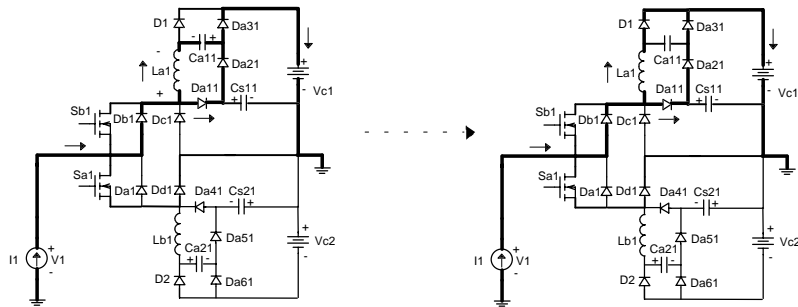 D1 Da31
- +
Ca11
-
La1 Da21 + Vc1
Da11 Cs11 -
+ + -
Sb1 Db1 Dc1
Sa1 Da1 Dd1 Da41 Cs21
- +
Lb1 Da51 + Vc2
Ca21 -
+ -
I1 + V1 -
D2 Da61
D1 Da31
- +
Ca11
La1 Da21 + Vc1
Da11 Cs11 -
+ -
Sb1 Db1 Dc1
Sa1 Da1 Dd1 Da41 Cs21
- +
Lb1 Da51 + Vc2
Ca21 -
+ -
I1 + V1 -
D2 Da61